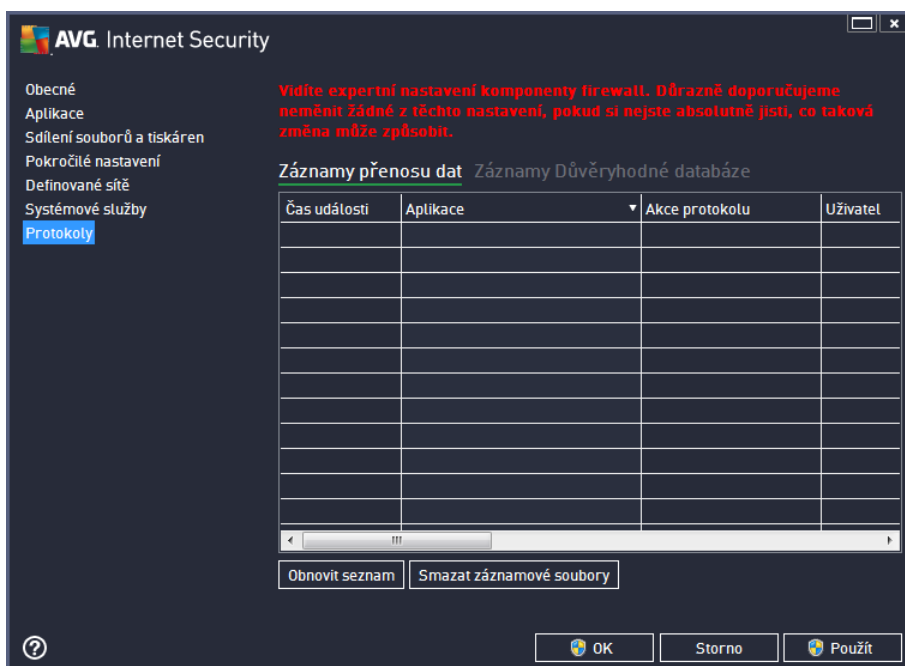 AVG. Internet Security
Obecné
Aplikace
Sdílení souborů a tiskáren
Pokročilé nastavení
Definované sítě
Systémové služby
Protokoly
Vidíte expertní nastavení komponenty firewall. Důrazně doporučujeme
neměnit žádné z těchto nastavení, pokud si nejste absolutně jisti, co taková
změna může způsobit.
Záznamy přenosu dat Záznamy Důvěryhodné databáze
Čas události Aplikace Akce protokolu Uživatel
Obnovit seznam Smazat záznamové soubory
OK Storno Použít